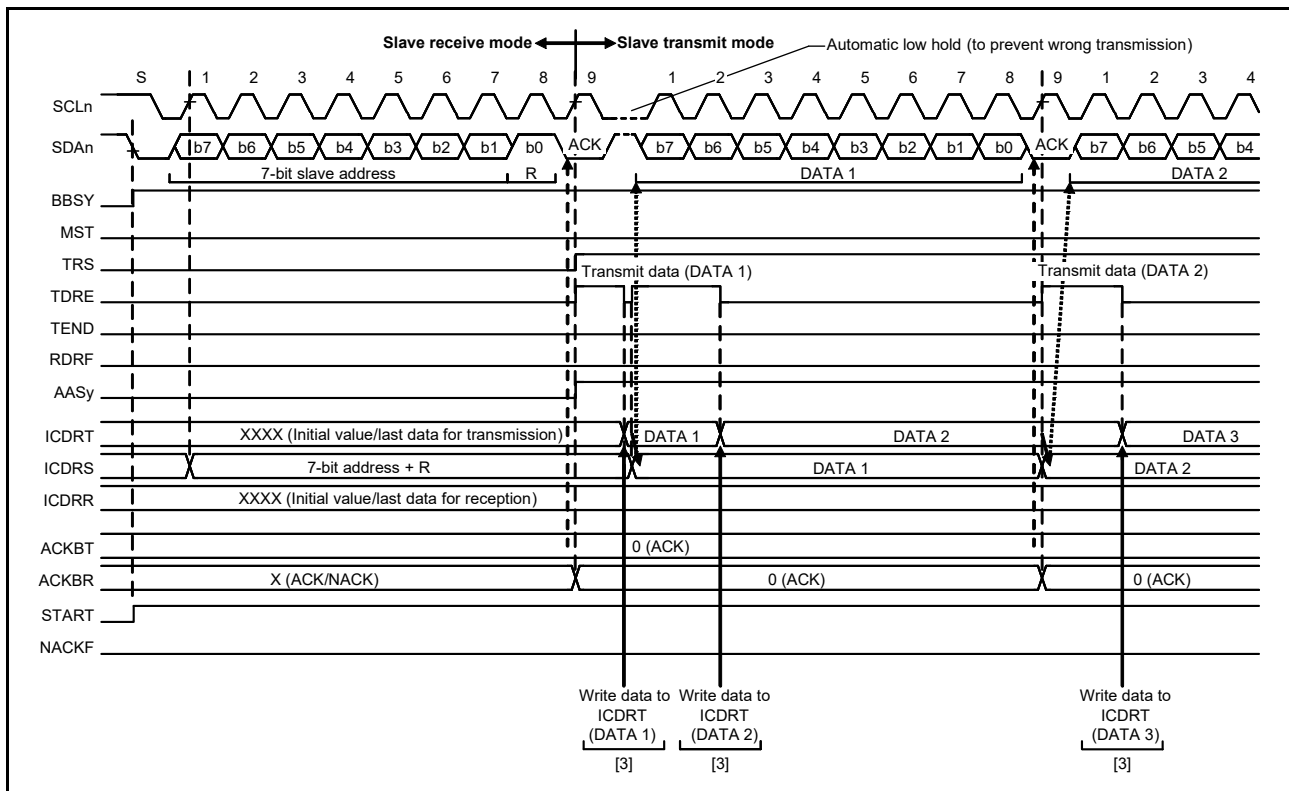 Slave receive mode Slave transmit mode
Automatic low hold (to prevent wrong transmission)
S 1 2 3 4 5 6 7 8 9 1 2 3 4 5 6 7 8 9 1 2 3 4
SCLn
SDAn b7 b6 b5 b4 b3 b2 b1 b0 ACK b7 b6 b5 b4 b3 b2 b1 b0 ACK b7 b6 b5 b4
7-bit slave address R DATA 1 DATA 2
BBSY
MST
TRS
Transmit data (DATA 1) Transmit data (DATA 2)
TDRE
TEND
RDRF
AASy
ICDRT XXXX (Initial value/last data for transmission) DATA 1 DATA 2 DATA 3
ICDRS 7-bit address + R DATA 1 DATA 2
ICDRR XXXX (Initial value/last data for reception)
ACKBT 0 (ACK)
ACKBR X (ACK/NACK) 0 (ACK) 0 (ACK)
START
NACKF
Write data to Write data to Write data to
ICDRT ICDRT ICDRT
(DATA 1) (DATA 2) (DATA 3)
[3] [3] [3]